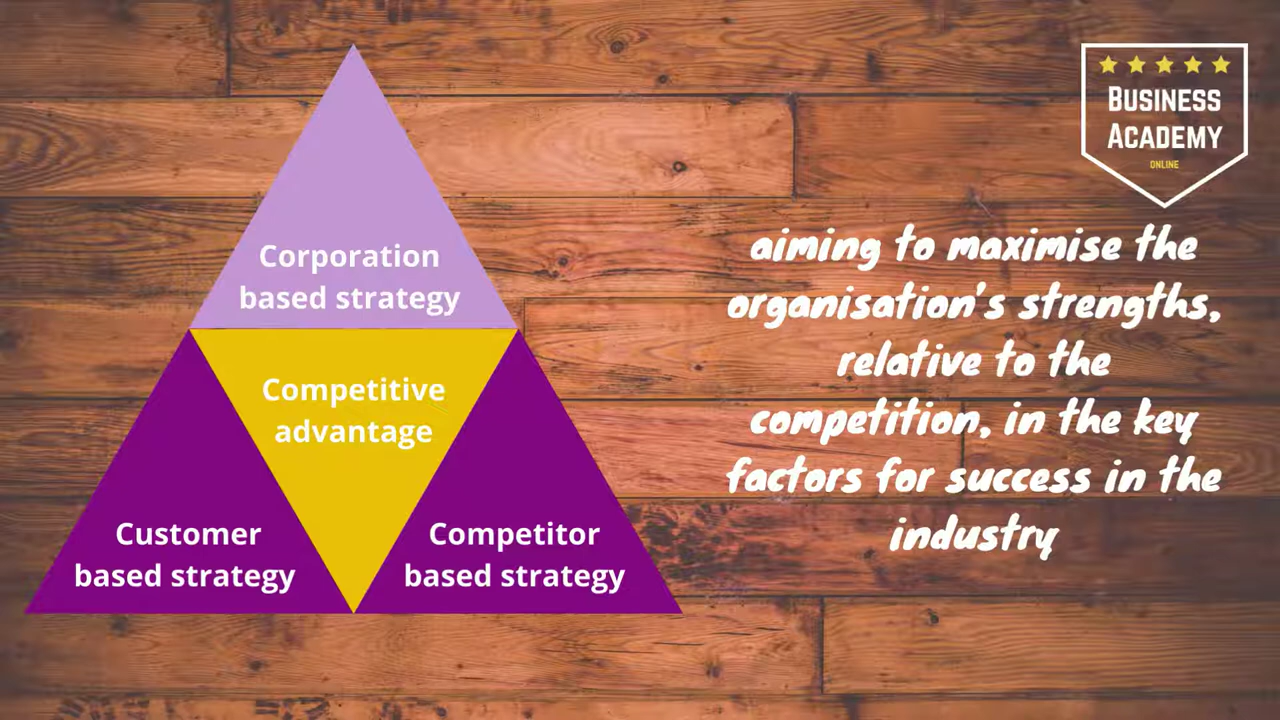 Corporation
based strategy
Competitive
advantage
Customer
based strategy
Competitor
based strategy
BUSINESS
ACADEMY
ONLINE
aiming to maximise the
organisation's strengths,
relative to the
competition, in the key
factors for success in the
industry